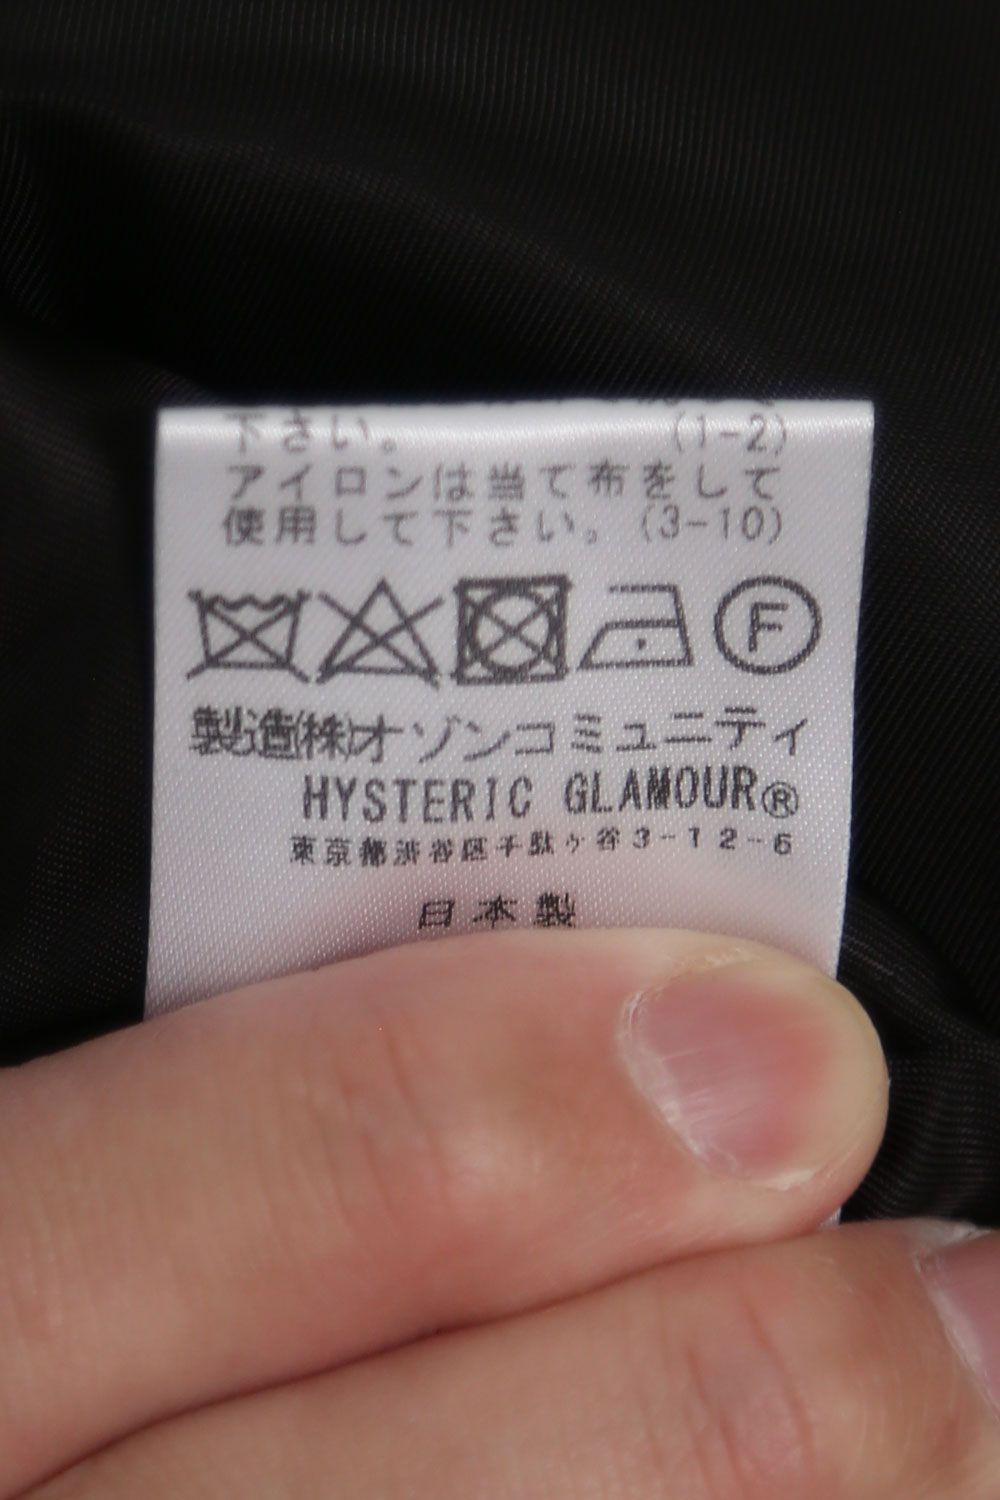 下さい。 (1-2)
アイロンは当て布をして
使用して下さい。(3-10)
F
製造(株)オゾンコミュニティ
HYSTERIC GLAMOUR®
東京都渋谷区千駄ヶ谷3-12-6
日本製